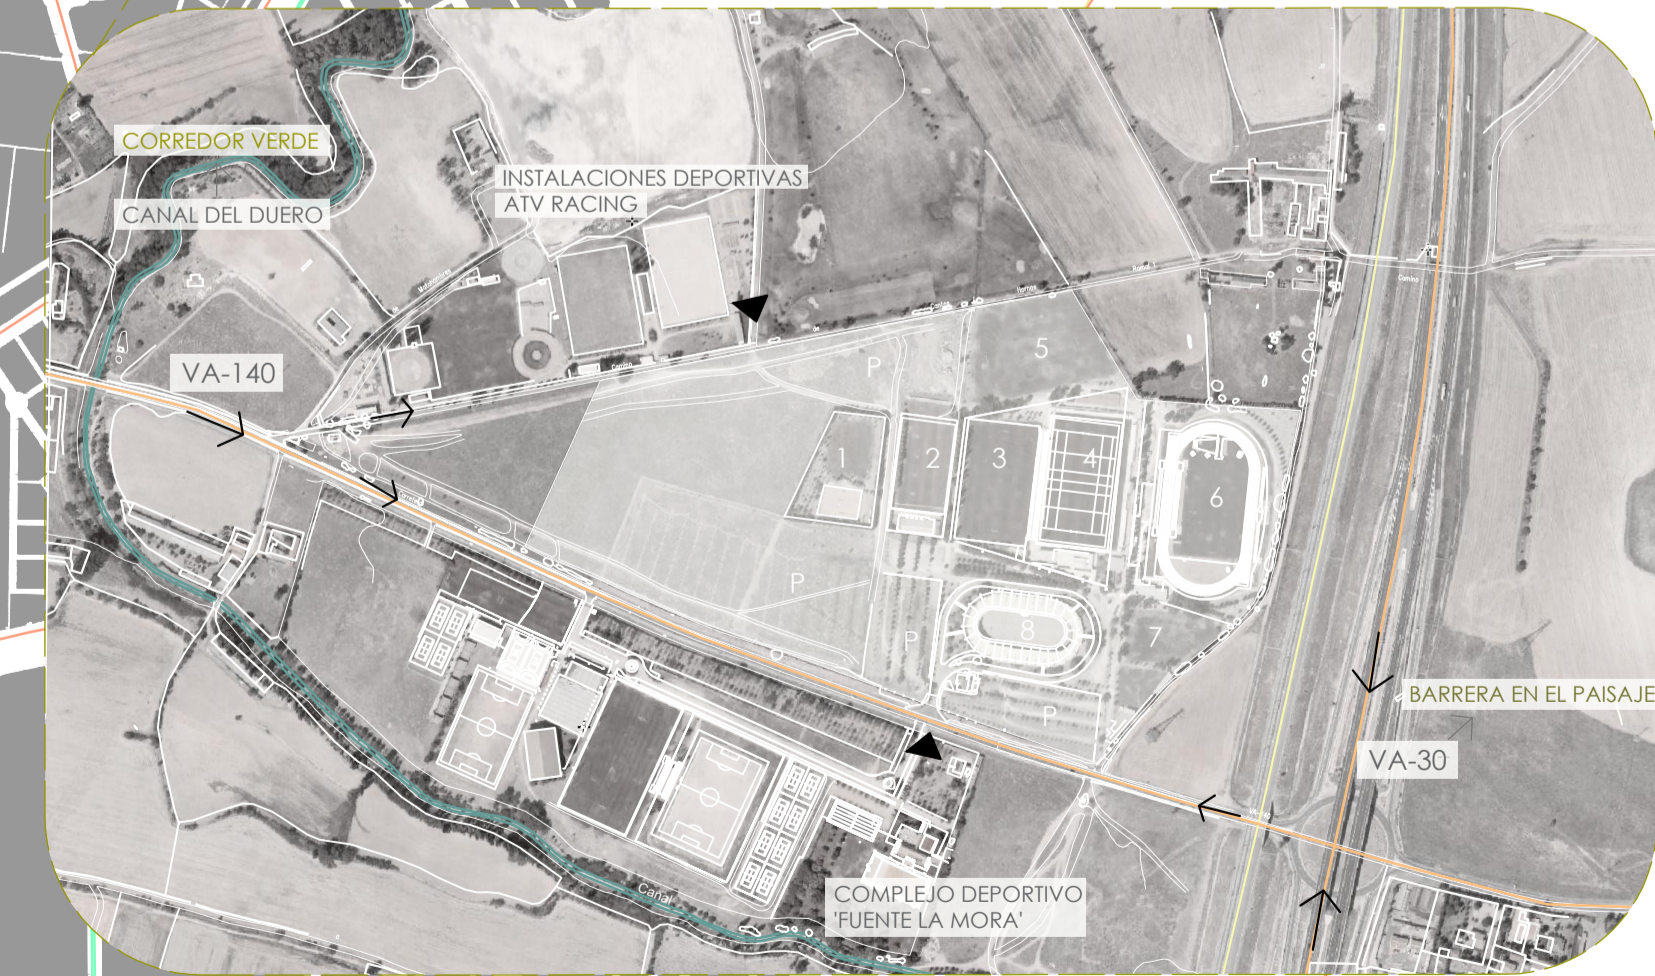 CORREDOR VERDE
INSTALACIONES DEPORTIVAS
ATV RACING
CANAL DEL DUERO
Camino
VA-140
5
P
1
2
3
4
6
P
P
8
7
P
BARRERA EN EL PAISAJE
VA-30
Canal
COMPLEJO DEPORTIVO
'FUENTE LA MORA'